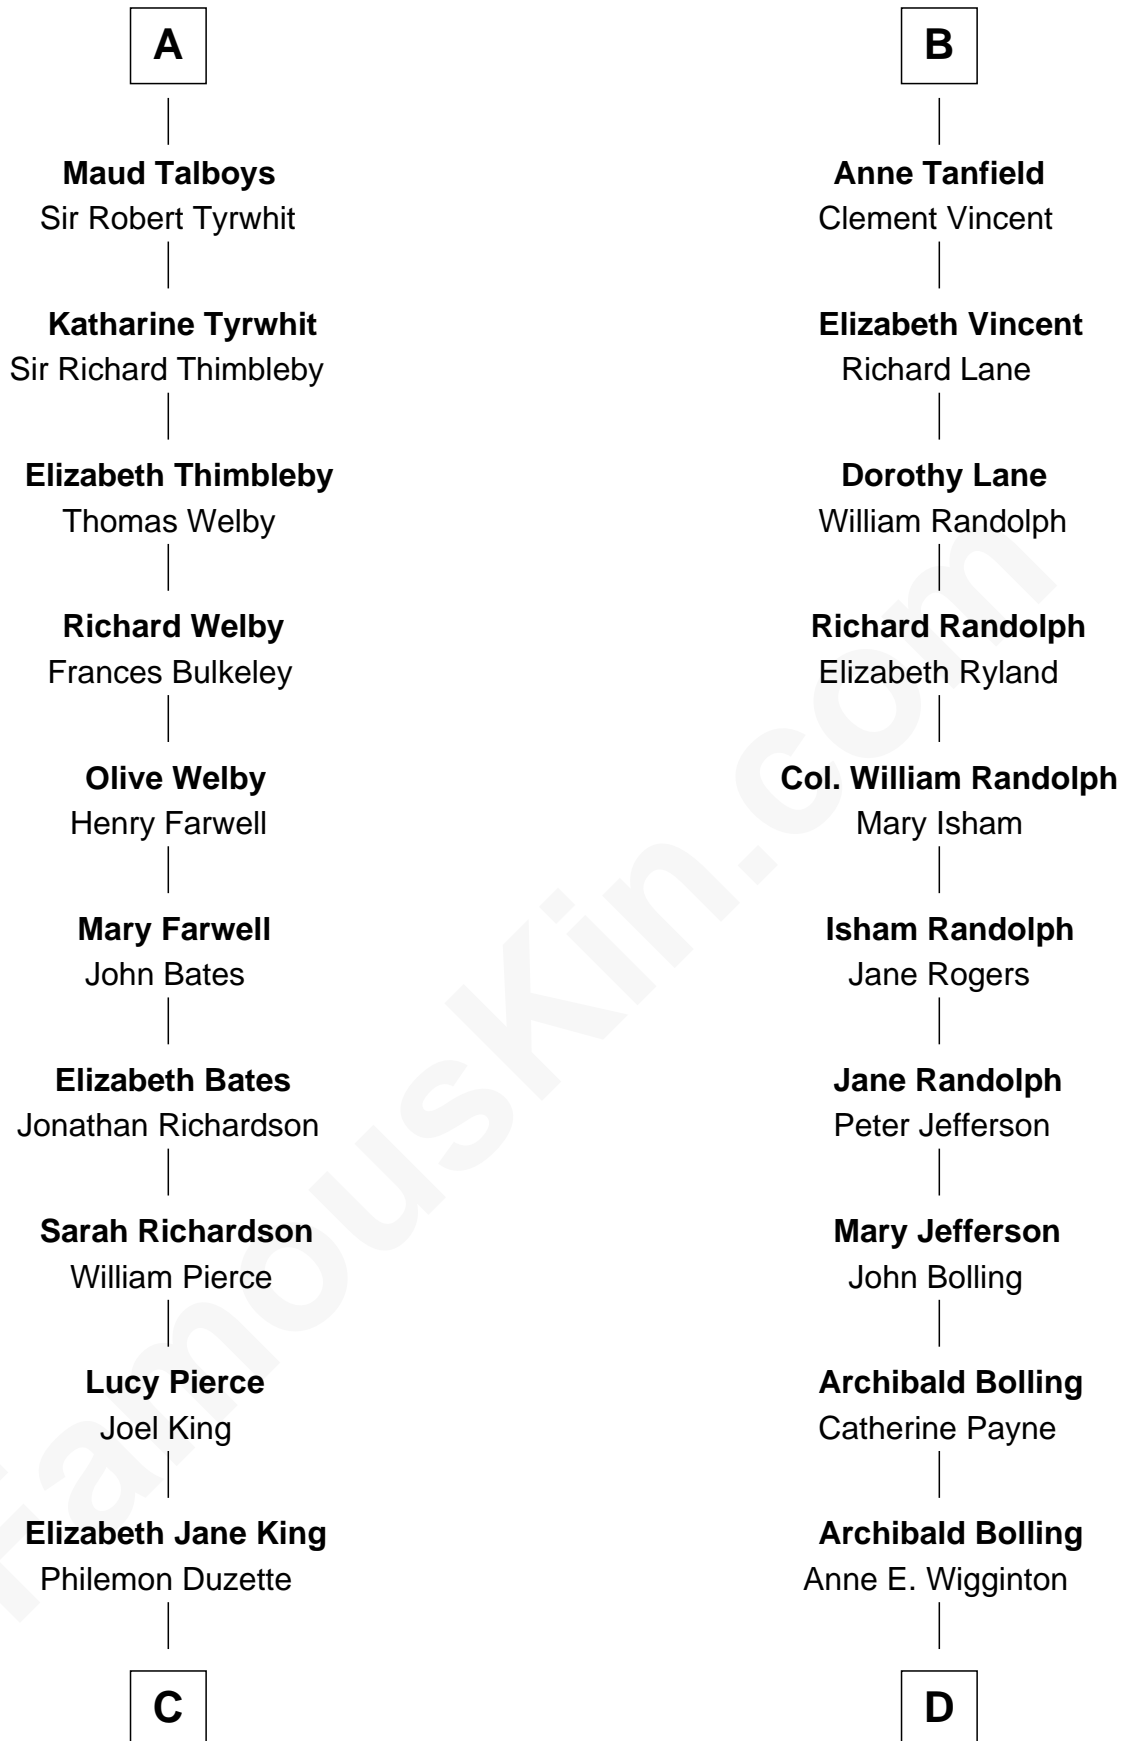 A
Maud Talboys
Sir Robert Tyrwhit
Katharine Tyrwhit
Sir Richard Thimbleby
Elizabeth Thimbleby
Thomas Welby
Richard Welby
Frances Bulkeley
Olive Welby
Henry Farwell
Mary Farwell
John Bates
Elizabeth Bates
Jonathan Richardson
Sarah Richardson
William Pierce
Lucy Pierce
Joel King
Elizabeth Jane King
Philemon Duzette
C
B
Anne Tanfield
Clement Vincent
Elizabeth Vincent
Richard Lane
Dorothy Lane
William Randolph
Richard Randolph
Elizabeth Ryland
Col. William Randolph
Mary Isham
Isham Randolph
Jane Rogers
Jane Randolph
Peter Jefferson
Mary Jefferson
John Bolling
Archibald Bolling
Catherine Payne
Archibald Bolling
Anne E. Wigginton
D
FamousKin.com